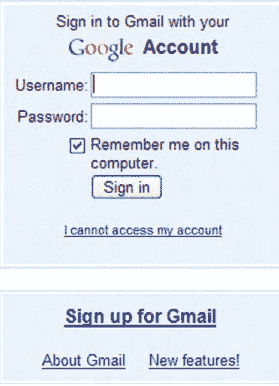 Sign in to Gmail with your
Google Account
Username:
Password:
Remember me on this
computer.
Sign in
I cannot access my account
Sign up for Gmail
About Gmail New features!